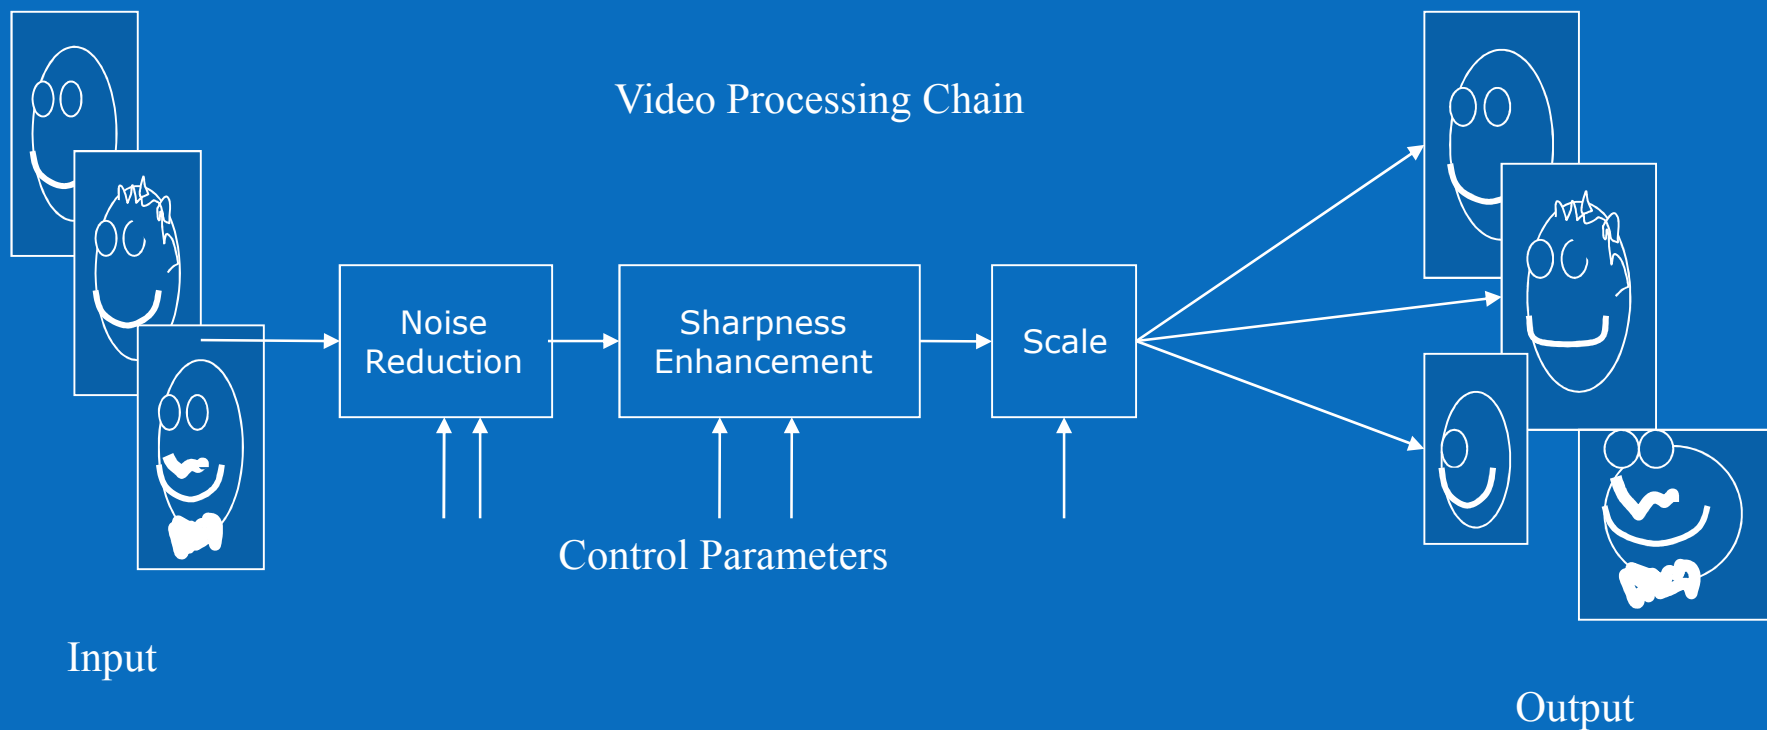 Video Processing Chain
Noise
Reduction
Sharpness
Enhancement
Scale
Control Parameters
Input
Output